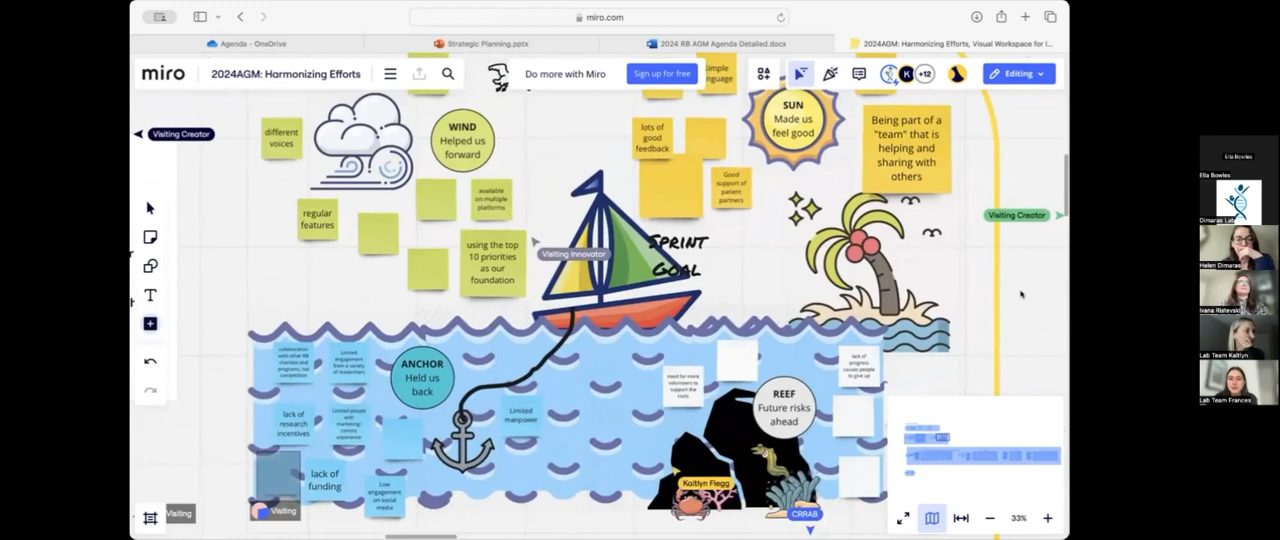 miro.com
Agenda - OneDrive
Strategic Planning.pptx
2024 RB AGM Agenda Detailed.docx
2024AGM: Harmonizing Efforts, Visual Workspace for I...
miro
2024AGM: Harmonizing Efforts
Do more with Miro
Sign up for free
+12
Editing
K
simple
language
Visiting Creator
different
voices
WIND
Helped us
forward
lots of
good
feedback
SUN
Made us
feel good
Being part of a
"team" that is
helping and
sharing with
others
available
on multiple
platforms
Good
support of
patient
partners
regular
features
Visiting Creator
using the top
10 priorities
as our
foundation
Visiting Innovator
SPRINT
GOAL
collaboration
with other RB
charities and
programs, not
competition
Limited
engagement
from a variety
of researchers
ANCHOR
Held us
back
need for more
volunteers to
support the
tools
lack of
progress
causes people
to give up
REEF
Future risks
ahead
lack of
research
incentives
Limited people
with
marketing/
comms
experience
Limited
manpower
lack of
funding
Low
engagement
on social
media
Kaitlyn Flegg
CRRAB
Visiting
Visiting
33%
Ella Bowles
Ella Bowles
Dimaras Lab
Helen Dimaras
Ivana Ristevski
Lab Team Kaitlyn
Lab Team Frances